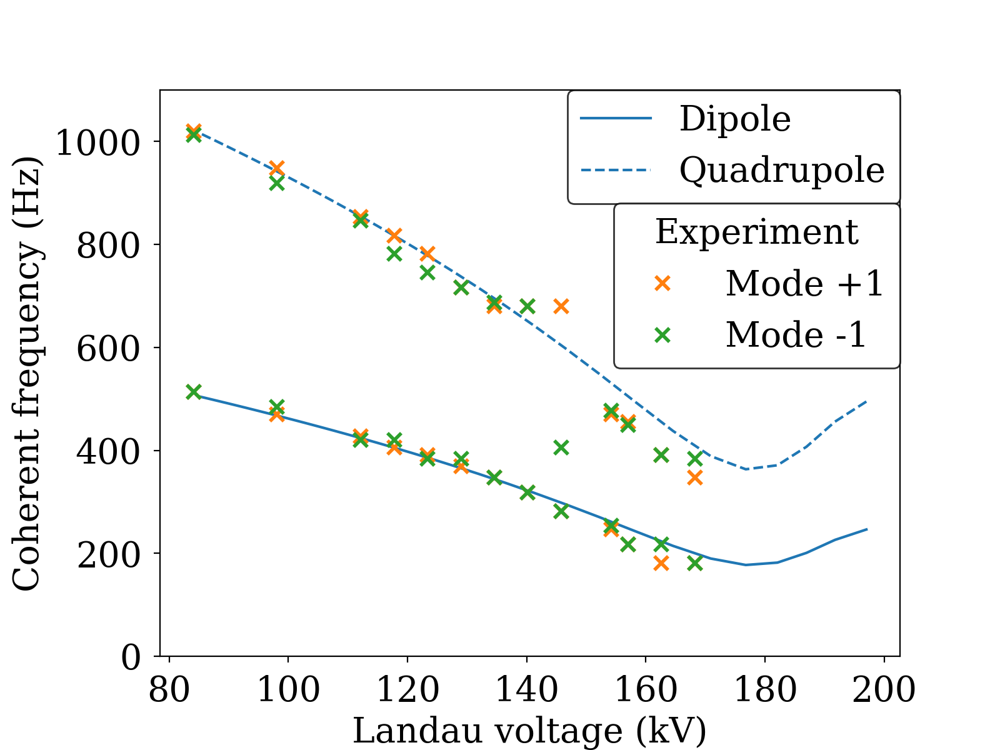 Dipole
Quadrupole
Experiment
Mode +1
Mode -1
Coherent frequency (Hz)
1000
800
600
400
200
0
80 100 120 140 160 180 200
Landau voltage (kV)